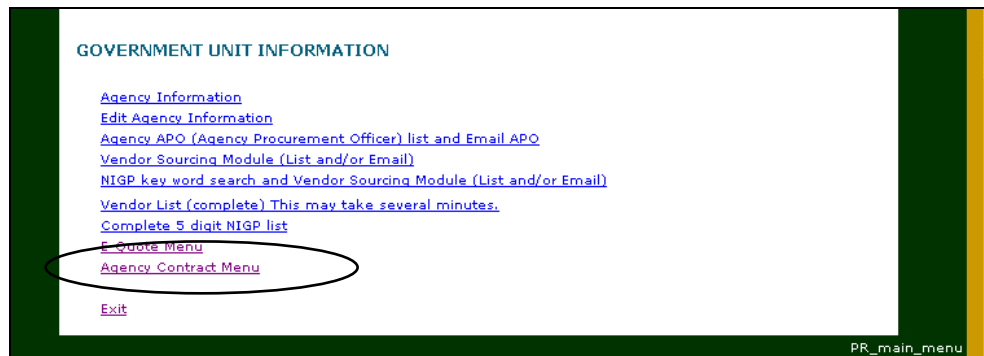 GOVERNMENT UNIT INFORMATION
Agency Information
Edit Agency Information
Agency APO (Agency Procurement Officer) list and Email APO
Vendor Sourcing Module (List and/or Email)
NIGP key word search and Vendor Sourcing Module (List and/or Email)
Vendor List (complete) This may take several minutes.
Complete 5 digit NIGP list
E-Quote Menu
Agency Contract Menu
Exit
PR_main_menu